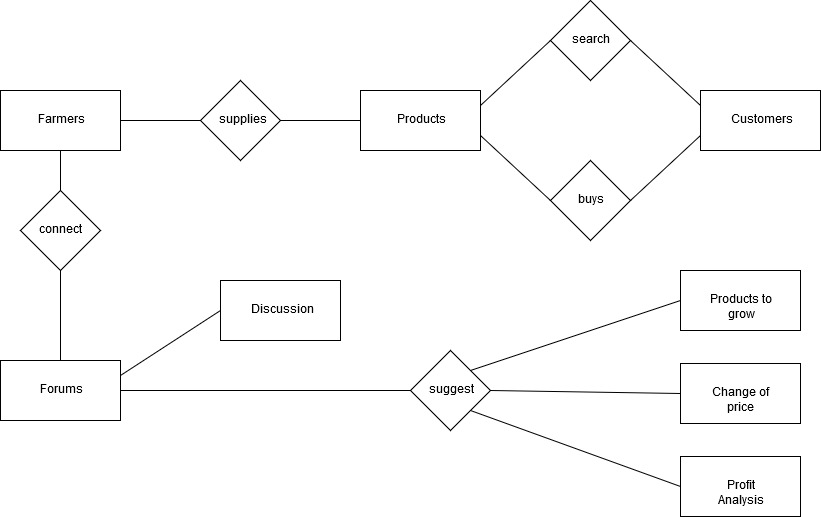 search
Farmers
supplies
Products
Customers
buys
connect
Discussion
Products to
grow
Forums
suggest
Change of
price
Profit
Analysis